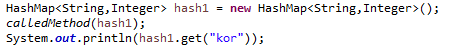 HashMap<String,Integer> hash1 = new HashMap<String,Integer>();
calledMethod(hash1);
System.out.println(hash1.get("kor"));